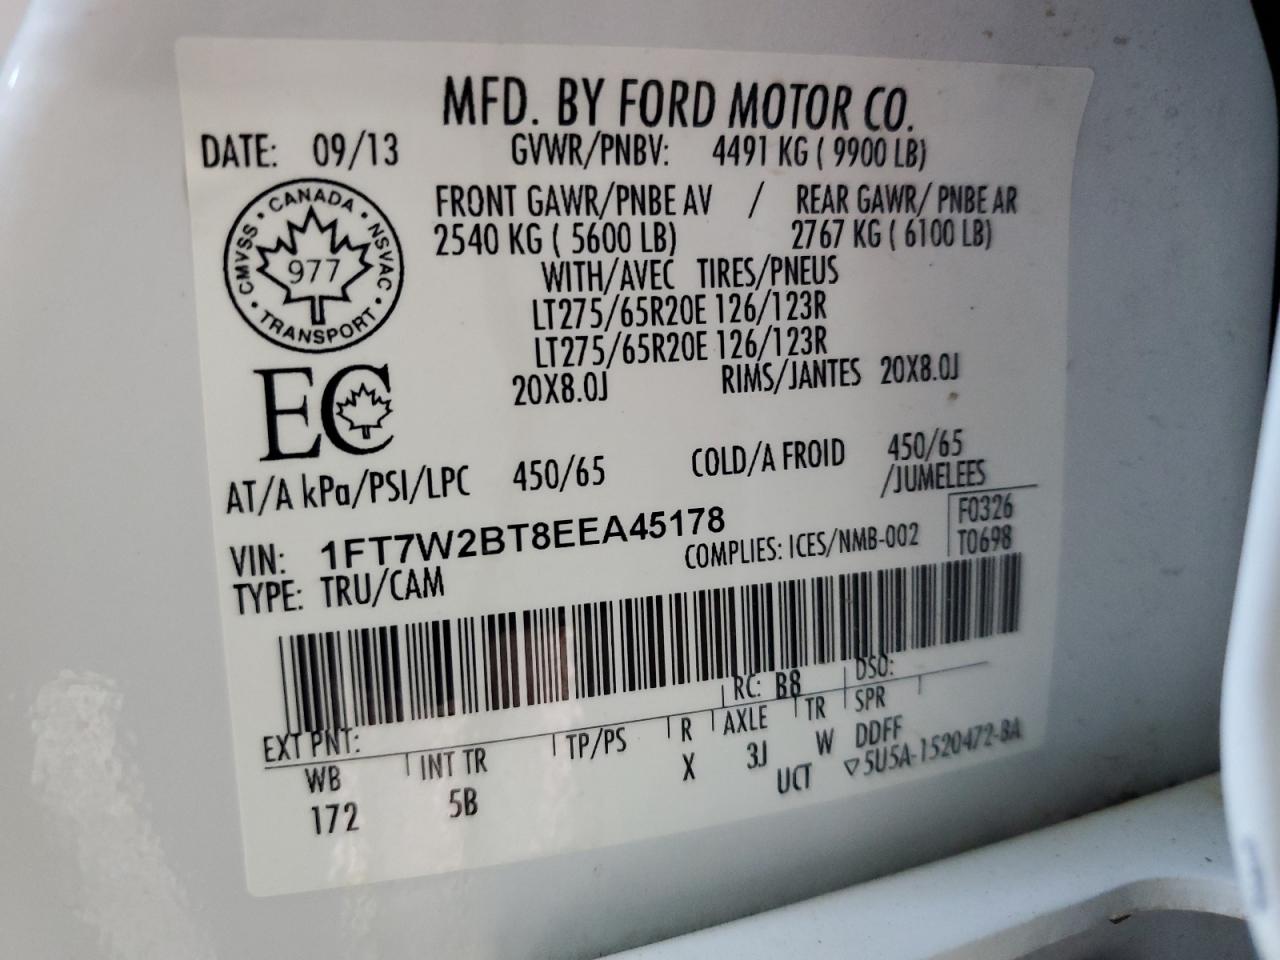 MFD. BY FORD MOTOR CO.
DATE: 09/13 GVWR/PNBV: 4491 KG ( 9900 LB)
FRONT GAWR/PNBE AV / REAR GAWR/ PNBE AR
2540 KG ( 5600 LB) 2767 KG ( 6100 LB)
WITH/AVEC TIRES/PNEUS
LT275/65R20E 126/123R
LT275/65R20E 126/123R
20X8.0J RIMS/JANTES 20X8.0J
CANADA
CMVSS 977 NSVAC
TRANSPORT
EC
AT/A kPa/PSI/LPC 450/65 COLD/A FROID 450/65
/JUMELEES
VIN: 1FT7W2BT8EEA45178
F0326
TYPE: TRU/CAM COMPLIES: ICES/NMB-002 T0698
EXT PNT: RC: B8 DSO:
WB INT TR TP/PS R AXLE TR SPR
172 5B X 3J W DDFF
UCT ▽5U5A-1520472-BA